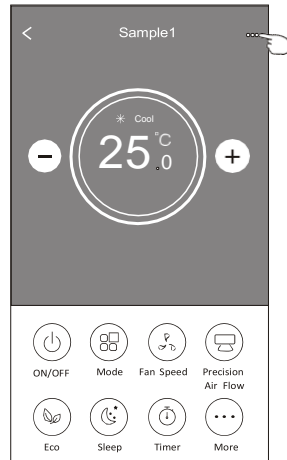 Sample1
Cool
25.0°C
ON/OFF Mode Fan Speed Precision
Air Flow
Eco Sleep Timer More